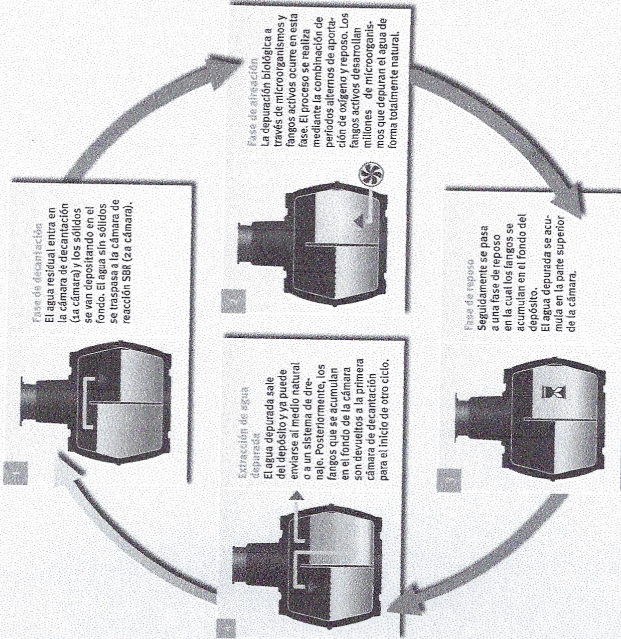 1
Fase de decantación
El agua residual entra en
la cámara de decantación
(1a cámara) y los sólidos
se van depositando en el
fondo. El agua sin sólidos
se traspasa a la cámara de
reacción SBR (2a cámara).
2
Fase de aireación
La depuración biológica a
través de microorganismos y
fangos activos ocurre en esta
fase. El proceso se realiza
mediante la combinación de
períodos alternos de aporta-
ción de oxígeno y reposo. Los
fangos activos desarrollan
millones de microorganis-
mos que depuran el agua de
forma totalmente natural.
3
Fase de reposo
Seguidamente se pasa
a una fase de reposo
en la cual los fangos se
acumulan en el fondo del
depósito.
El agua depurada se acu-
mula en la parte superior
de la cámara.
4
Extracción de agua
depurada
El agua depurada sale
del depósito y ya puede
enviarse al medio natural
o a un sistema de dre-
naje. Posteriormente, los
fangos que se acumulan
en el fondo de la cámara
son devueltos a la primera
cámara de decantación
para el inicio de otro ciclo.